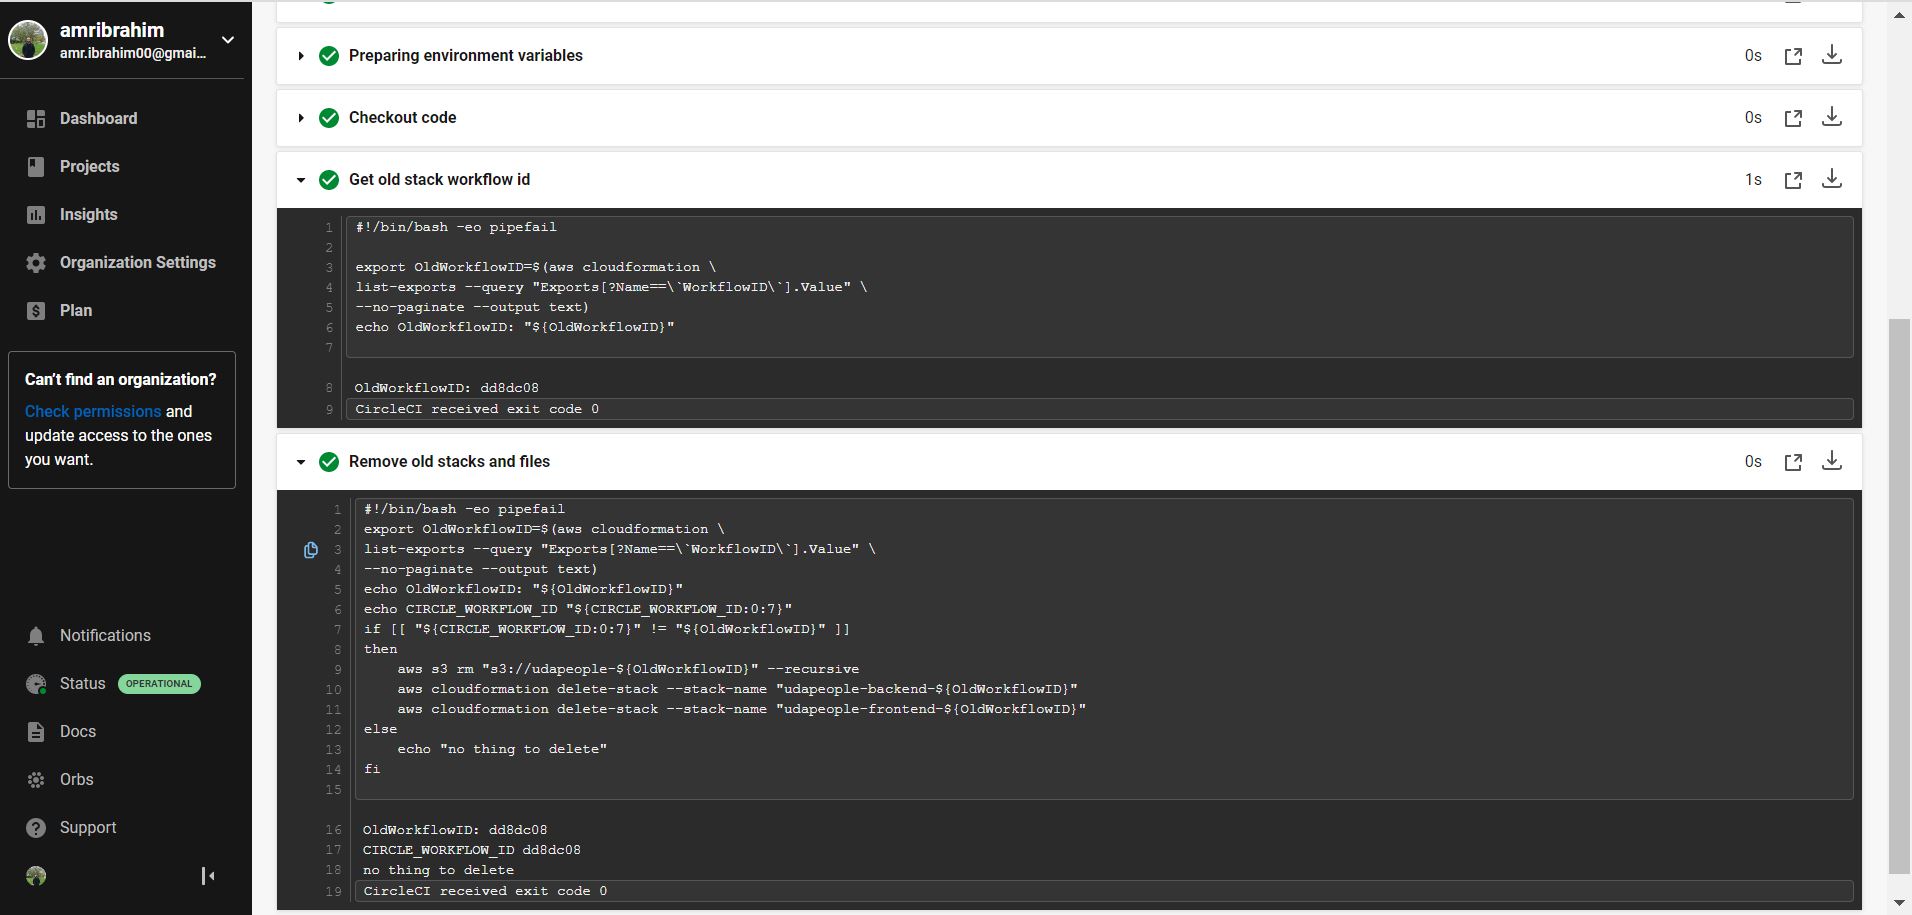 amribrahim
amr.ibrahim00@gmai...
Dashboard
Projects
Insights
Organization Settings
Plan
Can't find an organization?
Check permissions and
update access to the ones
you want.
Notifications
Status OPERATIONAL
Docs
Orbs
Support
Preparing environment variables 0s
Checkout code 0s
Get old stack workflow id 1s
1 #!/bin/bash -eo pipefail
2
3 export OldWorkflowID=$(aws cloudformation \
4 list-exports --query "Exports[?Name==\`WorkflowID\`].Value" \
5 --no-paginate --output text)
6 echo OldWorkflowID: "${OldWorkflowID}"
7
8 OldWorkflowID: dd8dc08
9 CircleCI received exit code 0
Remove old stacks and files 0s
1 #!/bin/bash -eo pipefail
2 export OldWorkflowID=$(aws cloudformation \
3 list-exports --query "Exports[?Name==\`WorkflowID\`].Value" \
4 --no-paginate --output text)
5 echo OldWorkflowID: "${OldWorkflowID}"
6 echo CIRCLE_WORKFLOW_ID "${CIRCLE_WORKFLOW_ID:0:7}"
7 if [[ "${CIRCLE_WORKFLOW_ID:0:7}" != "${OldWorkflowID}" ]]
8 then
9     aws s3 rm "s3://udapeople-${OldWorkflowID}" --recursive
10     aws cloudformation delete-stack --stack-name "udapeople-backend-${OldWorkflowID}"
11     aws cloudformation delete-stack --stack-name "udapeople-frontend-${OldWorkflowID}"
12 else
13     echo "no thing to delete"
14 fi
15
16 OldWorkflowID: dd8dc08
17 CIRCLE_WORKFLOW_ID dd8dc08
18 no thing to delete
19 CircleCI received exit code 0